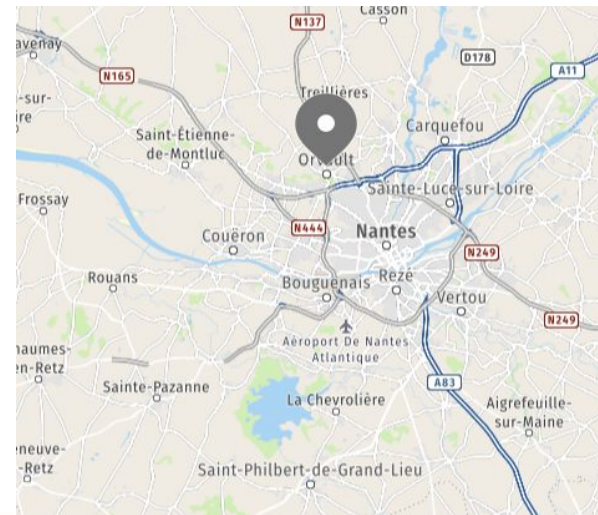 Casson
N137
avenay
D178
A11
N165
Treillières
-sur-
ire
Carquefou
Saint-Étienne-
de-Montluc
Orvault
Sainte-Luce-sur-Loire
Frossay
N444
Nantes
Couëron
N249
Rouans
Bouguenais
Rezé
Vertou
N249
Aéroport De Nantes
Atlantique
haumes-
en-Retz
A83
Sainte-Pazanne
La Chevrolière
Aigrefeuille-
sur-Maine
eneuve-
-Retz
Saint-Philbert-de-Grand-Lieu